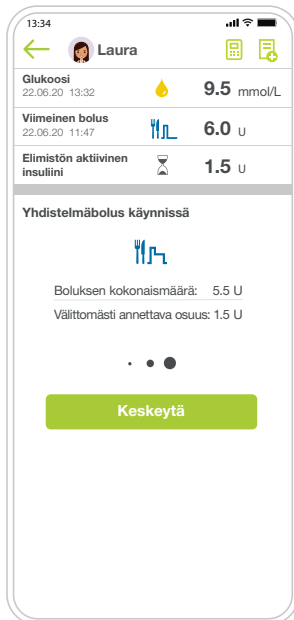 13:34
Laura
Glukoosi
22.06.20 13:32
9.5 mmol/L
Viimeinen bolus
22.06.20 11:47
6.0 U
Elimistön aktiivinen
insuliini
1.5 U
Yhdistelmäbolus käynnissä
Boluksen kokonaismäärä: 5.5 U
Välittömästi annettava osuus: 1.5 U
Keskeytä